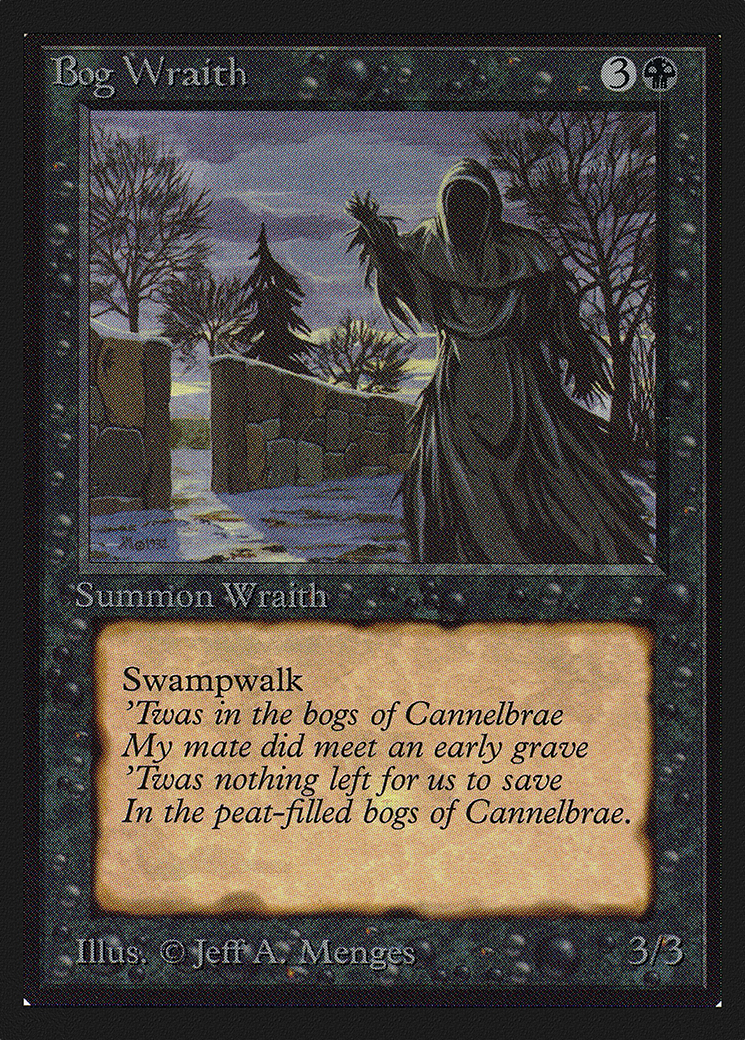 Bog Wraith 3
Summon Wraith
Swampwalk
’Twas in the bogs of Cannelbrae
My mate did meet an early grave
’Twas nothing left for us to save
In the peat-filled bogs of Cannelbrae.
Illus. © Jeff A. Menges 3/3